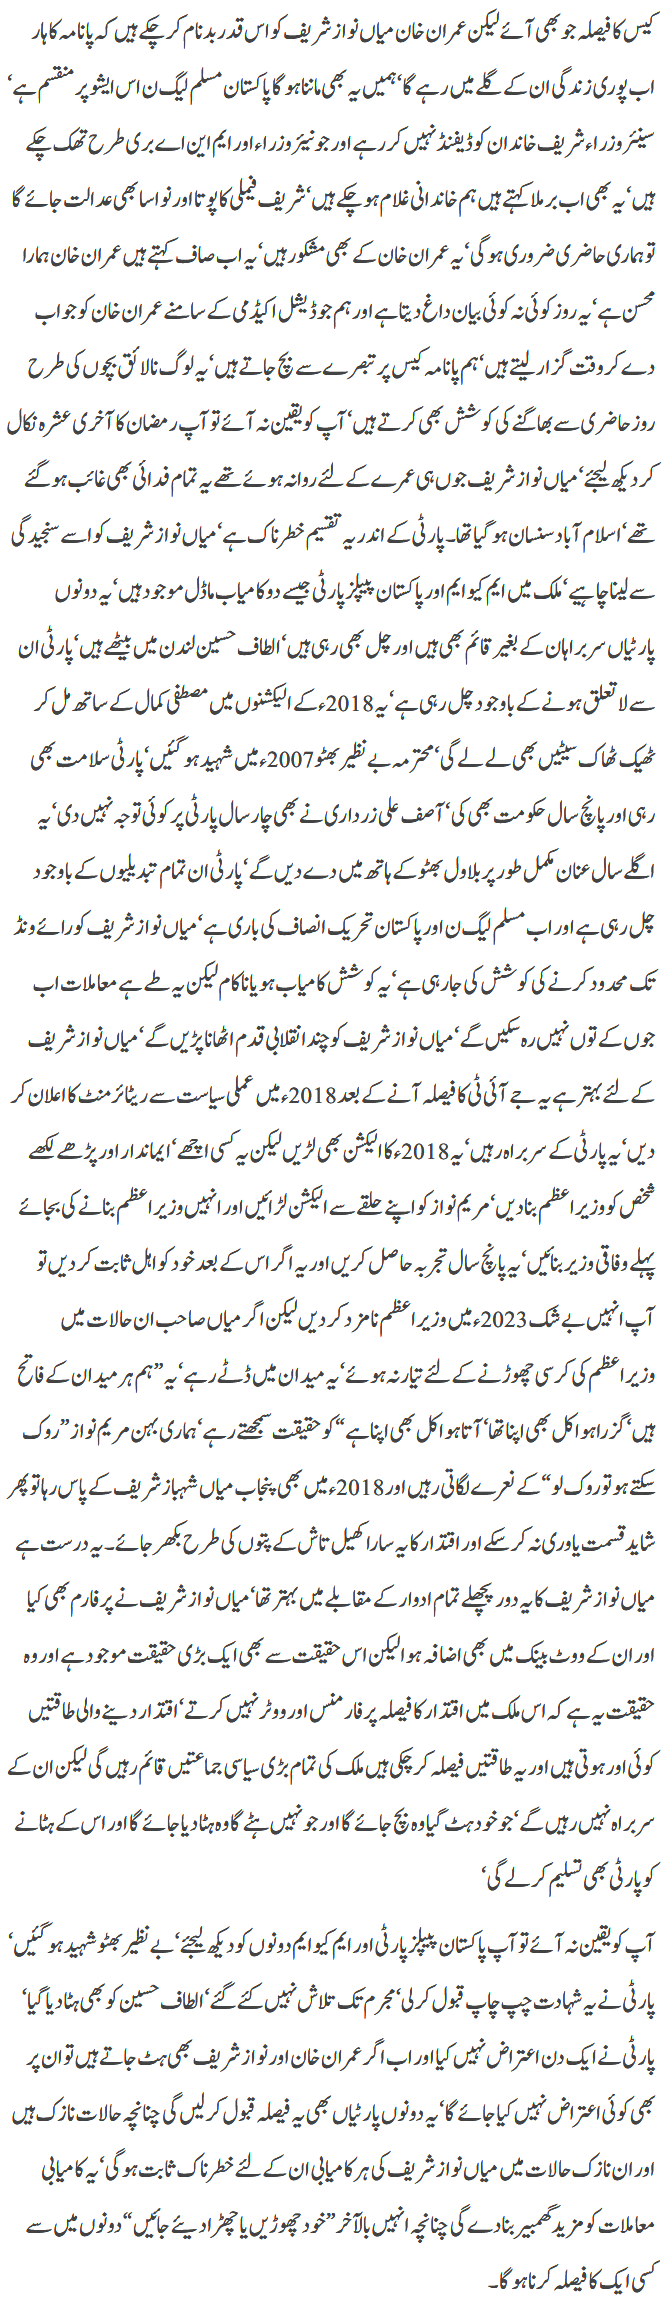 کیس کا فیصلہ جو بھی آئے لیکن عمران خان میاں نواز شریف کو اس قدر بدنام کر چکے ہیں کہ پانامہ کا ہار
اب پوری زندگی ان کے گلے میں رہے گا‘ ہمیں یہ بھی ماننا ہو گا پاکستان مسلم لیگ ن اس ایشو پر منقسم ہے‘
سینئر وزراء شریف خاندان کو ڈیفنڈ نہیں کر رہے اور جونیئر وزراء اور ایم این اے بری طرح تھک چکے
ہیں‘ یہ بھی اب برملا کہتے ہیں ہم خاندانی غلام ہو چکے ہیں‘ شریف فیملی کا پوتا اور نواسا بھی عدالت جائے گا
تو ہماری حاضری ضروری ہو گی‘ یہ عمران خان کے بھی مشکور ہیں‘ یہ اب صاف کہتے ہیں عمران خان ہمارا
محسن ہے‘ یہ روز کوئی نہ کوئی بیان داغ دیتا ہے اور ہم جوڈیشل اکیڈمی کے سامنے عمران خان کو جواب
دے کر وقت گزار لیتے ہیں‘ ہم پانامہ کیس پر تبصرے سے بچ جاتے ہیں‘ یہ لوگ نالائق بچوں کی طرح
روز حاضری سے بھاگنے کی کوشش بھی کرتے ہیں‘ آپ کو یقین نہ آئے تو آپ رمضان کا آخری عشرہ نکال
کر دیکھ لیجئے‘ میاں نواز شریف جوں ہی عمرے کے لئے روانہ ہوئے تھے یہ تمام فدائی بھی غائب ہو گئے
تھے‘ اسلام آباد سنسان ہو گیا تھا۔ پارٹی کے اندر یہ تقسیم خطرناک ہے‘ میاں نواز شریف کو اسے سنجیدگی
سے لینا چاہیے‘ ملک میں ایم کیو ایم اور پاکستان پیپلز پارٹی جیسے دو کامیاب ماڈل موجود ہیں‘ یہ دونوں
پارٹیاں سربراہان کے بغیر قائم بھی ہیں اور چل بھی رہی ہیں‘ الطاف حسین لندن میں بیٹھے ہیں‘ پارٹی ان
سے لاتعلق ہونے کے باوجود چل رہی ہے‘ یہ 2018ء کے الیکشنوں میں مصطفی کمال کے ساتھ مل کر
ٹھیک ٹھاک سیٹیں بھی لے لے گی‘ محترمہ بے نظیر بھٹو 2007ء میں شہید ہو گئیں‘ پارٹی سلامت بھی
رہی اور پانچ سال حکومت بھی کی‘ آصف علی زرداری نے بھی چار سال پارٹی پر کوئی توجہ نہیں دی‘ یہ
اگلے سال عنان مکمل طور پر بلاول بھٹو کے ہاتھ میں دے دیں گے‘ پارٹی ان تمام تبدیلیوں کے باوجود
چل رہی ہے اور اب مسلم لیگ ن اور پاکستان تحریک انصاف کی باری ہے‘ میاں نواز شریف کو رائے ونڈ
تک محدود کرنے کی کوشش کی جا رہی ہے‘ یہ کوشش کامیاب ہو یا ناکام لیکن یہ طے ہے معاملات اب
جوں کے توں نہیں رہ سکیں گے‘ میاں نواز شریف کو چند انقلابی قدم اٹھانا پڑیں گے‘ میاں نواز شریف
کے لئے بہتر ہے یہ جے آئی ٹی کا فیصلہ آنے کے بعد 2018ء میں عملی سیاست سے ریٹائرمنٹ کا اعلان کر
دیں‘ یہ پارٹی کے سربراہ رہیں‘ یہ 2018ء کا الیکشن بھی لڑیں لیکن یہ کسی اچھے‘ ایماندار اور پڑھے لکھے
شخص کو وزیراعظم بنا دیں‘ مریم نواز کو اپنے حلقے سے الیکشن لڑائیں اور انہیں وزیراعظم بنانے کی بجائے
پہلے وفاقی وزیر بنائیں‘ یہ پانچ سال تجربہ حاصل کریں اور یہ اگر اس کے بعد خود کو اہل ثابت کر دیں تو
آپ انہیں بے شک 2023ء میں وزیراعظم نامزد کر دیں لیکن اگر میاں صاحب ان حالات میں
وزیراعظم کی کرسی چھوڑنے کے لئے تیار نہ ہوئے‘ یہ میدان میں ڈٹے رہے‘ یہ ”ہم ہر میدان کے فاتح
ہیں‘ گزرا ہوا کل بھی اپنا تھا‘ آتا ہوا کل بھی اپنا ہے“ کو حقیقت سمجھتے رہے‘ ہماری بہن مریم نواز ”روک
سکتے ہو تو روک لو“ کے نعرے لگاتی رہیں اور 2018ء میں بھی پنجاب میاں شہباز شریف کے پاس رہا تو پھر
شاید قسمت یاوری نہ کر سکے اور اقتدار کا یہ سارا کھیل تاش کے پتوں کی طرح بکھر جائے۔ یہ درست ہے
میاں نواز شریف کا یہ دور پچھلے تمام ادوار کے مقابلے میں بہتر تھا‘ میاں نواز شریف نے پرفارم بھی کیا
اور ان کے ووٹ بینک میں بھی اضافہ ہوا لیکن اس حقیقت سے بھی ایک بڑی حقیقت موجود ہے اور وہ
حقیقت یہ ہے کہ اس ملک میں اقتدار کا فیصلہ پرفارمنس اور ووٹر نہیں کرتے‘ اقتدار دینے والی طاقتیں
کوئی اور ہوتی ہیں اور یہ طاقتیں فیصلہ کر چکی ہیں ملک کی تمام بڑی سیاسی جماعتیں قائم رہیں گی لیکن ان کے
سربراہ نہیں رہیں گے‘ جو خود ہٹ گیا وہ بچ جائے گا اور جو نہیں ہٹے گا وہ ہٹا دیا جائے گا اور اس کے ہٹانے
کو پارٹی بھی تسلیم کر لے گی‘
آپ کو یقین نہ آئے تو آپ پاکستان پیپلز پارٹی اور ایم کیو ایم دونوں کو دیکھ لیجئے‘ بے نظیر بھٹو شہید ہو گئیں‘
پارٹی نے یہ شہادت چپ چاپ قبول کر لی‘ مجرم تک تلاش نہیں کئے گئے‘ الطاف حسین کو بھی ہٹا دیا گیا‘
پارٹی نے ایک دن اعتراض نہیں کیا اور اب اگر عمران خان اور نواز شریف بھی ہٹ جاتے ہیں تو ان پر
بھی کوئی اعتراض نہیں کیا جائے گا‘ یہ دونوں پارٹیاں بھی یہ فیصلہ قبول کر لیں گی چنانچہ حالات نازک ہیں
اور ان نازک حالات میں میاں نواز شریف کی ہر کامیابی ان کے لئے خطرناک ثابت ہو گی‘ یہ کامیابی
معاملات کو مزید گھمبیر بنا دے گی چنانچہ انہیں بالآخر ”خود چھوڑیں یا چھڑا دیئے جائیں“ دونوں میں سے
کسی ایک کا فیصلہ کرنا ہو گا۔